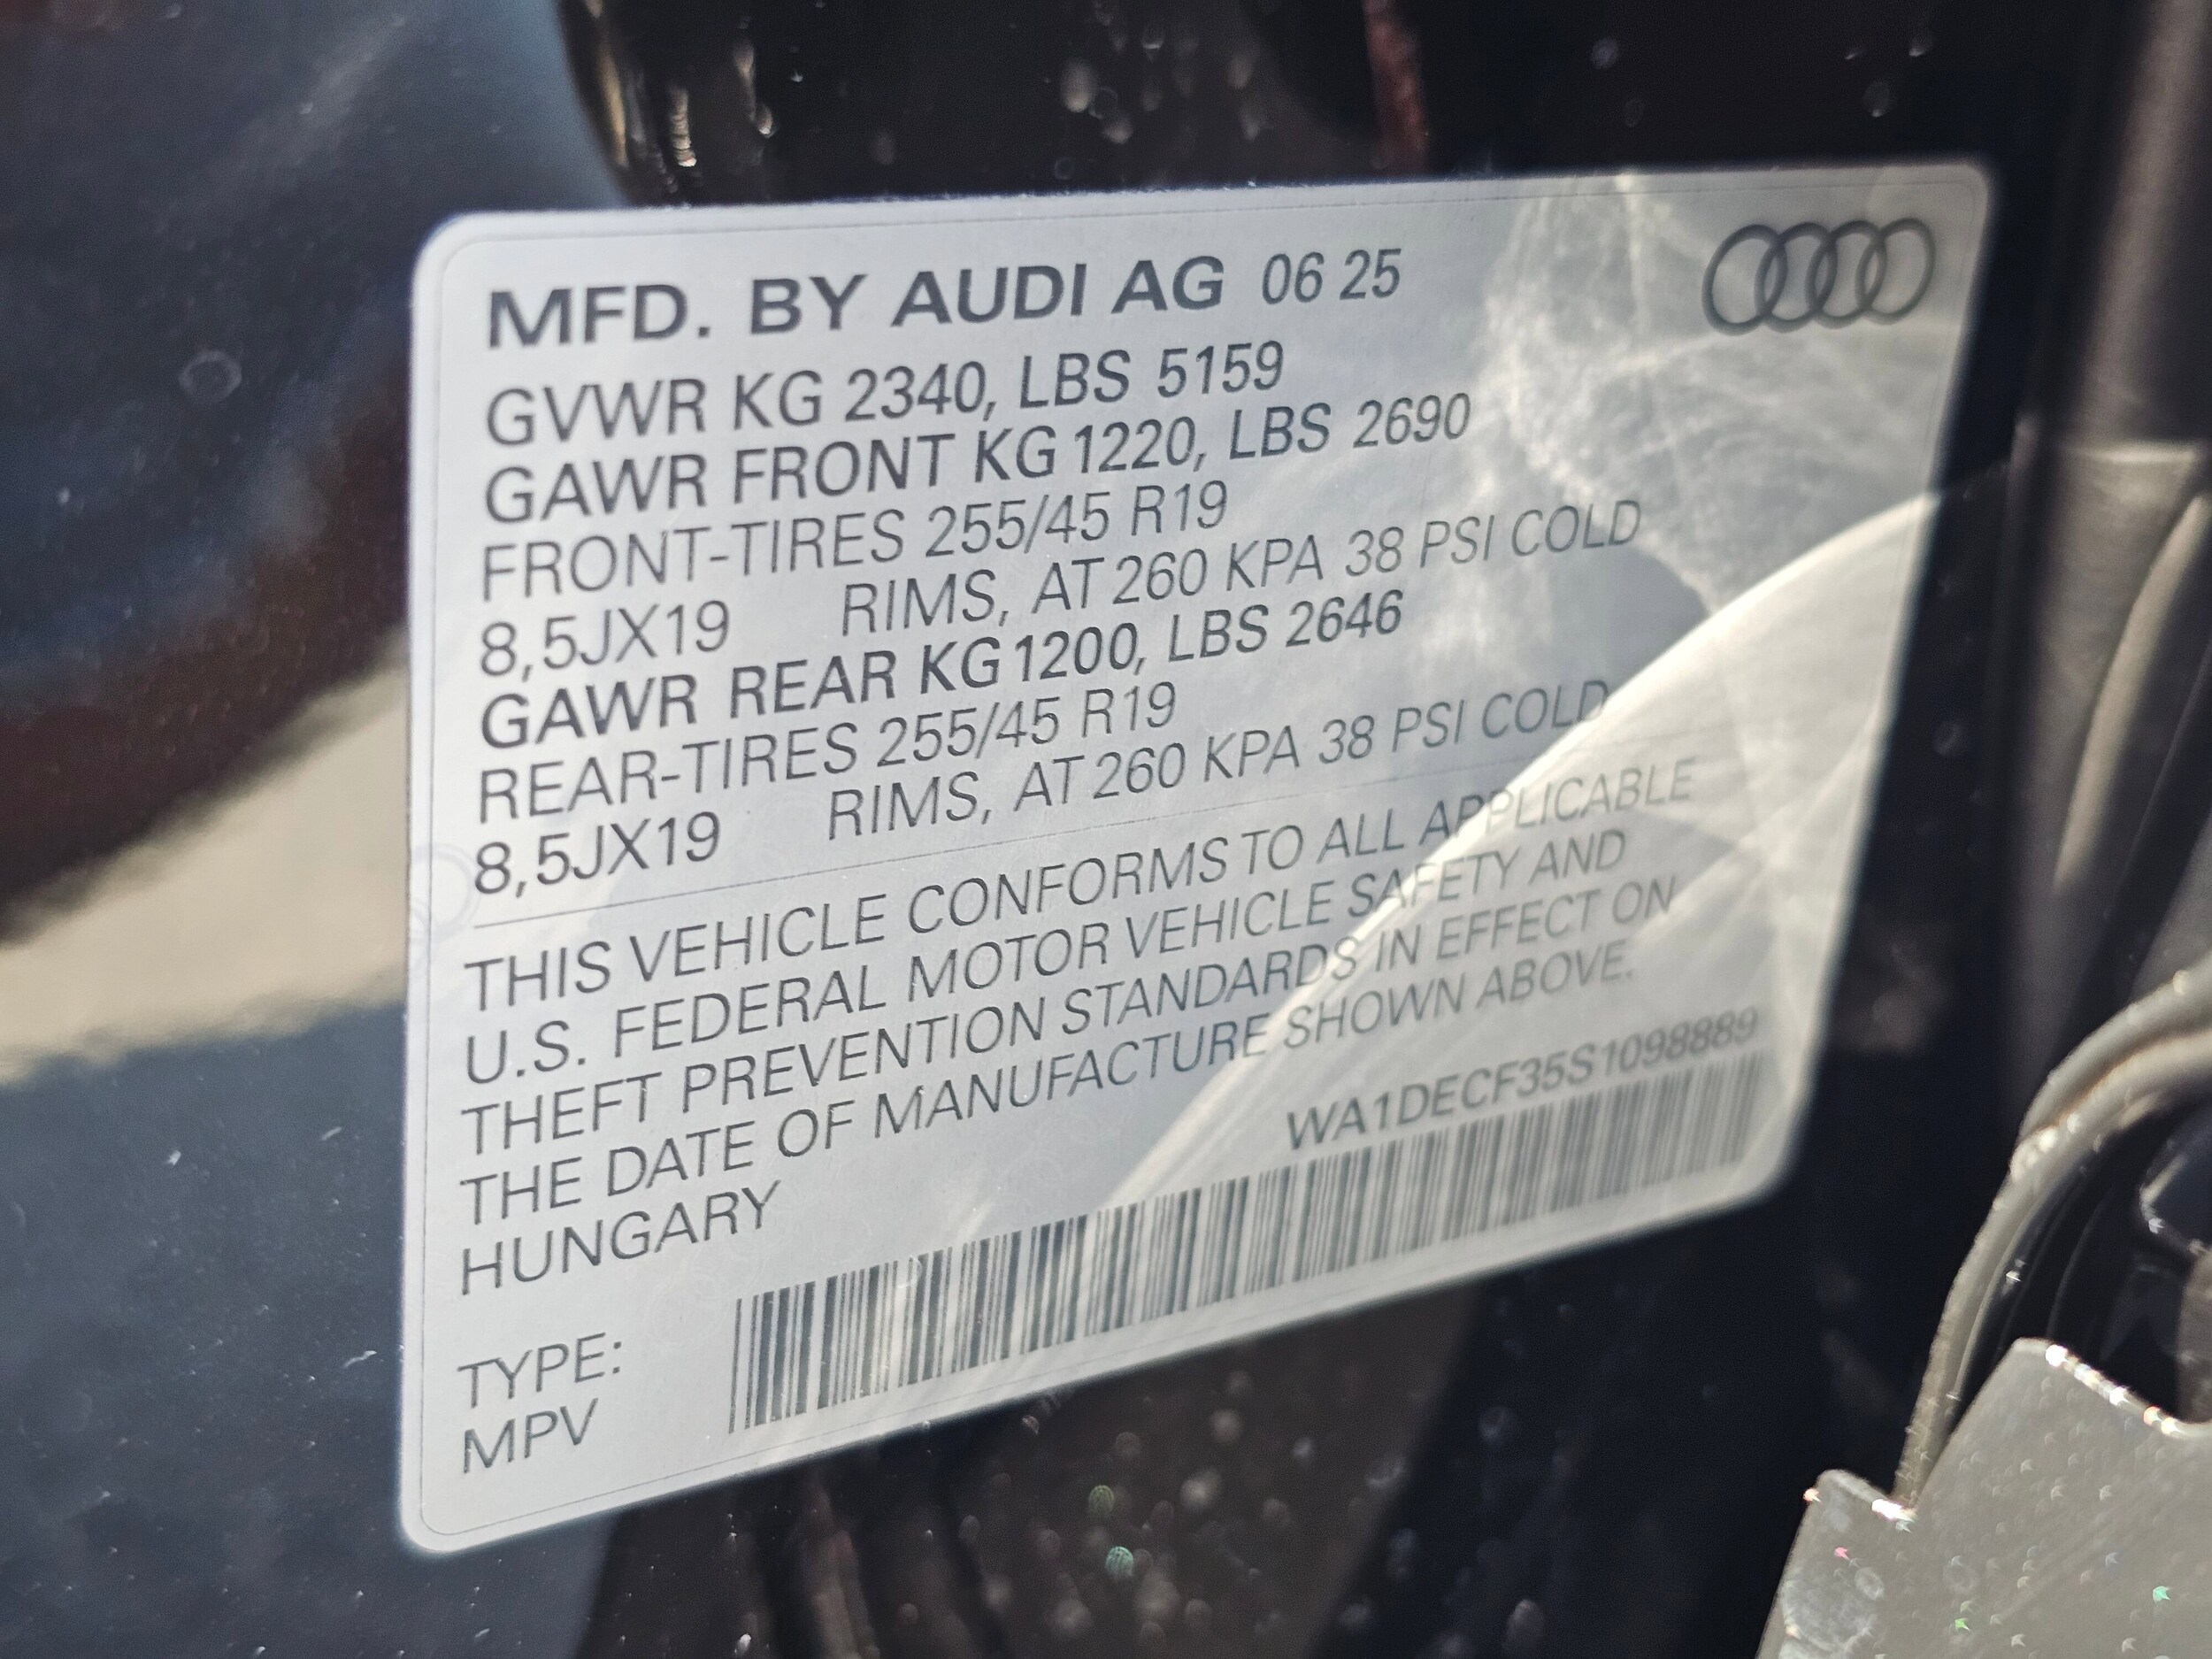 MFD. BY AUDI AG 06 25
GVWR KG 2340, LBS 5159
GAWR FRONT KG 1220, LBS 2690
FRONT-TIRES 255/45 R19
8,5JX19 RIMS, AT 260 KPA 38 PSI COLD
GAWR REAR KG 1200, LBS 2646
REAR-TIRES 255/45 R19
8,5JX19 RIMS, AT 260 KPA 38 PSI COLD
THIS VEHICLE CONFORMS TO ALL APPLICABLE
U.S. FEDERAL MOTOR VEHICLE SAFETY AND
THEFT PREVENTION STANDARDS IN EFFECT ON
THE DATE OF MANUFACTURE SHOWN ABOVE.
HUNGARY
WA1DECF35S1098889
TYPE:
MPV